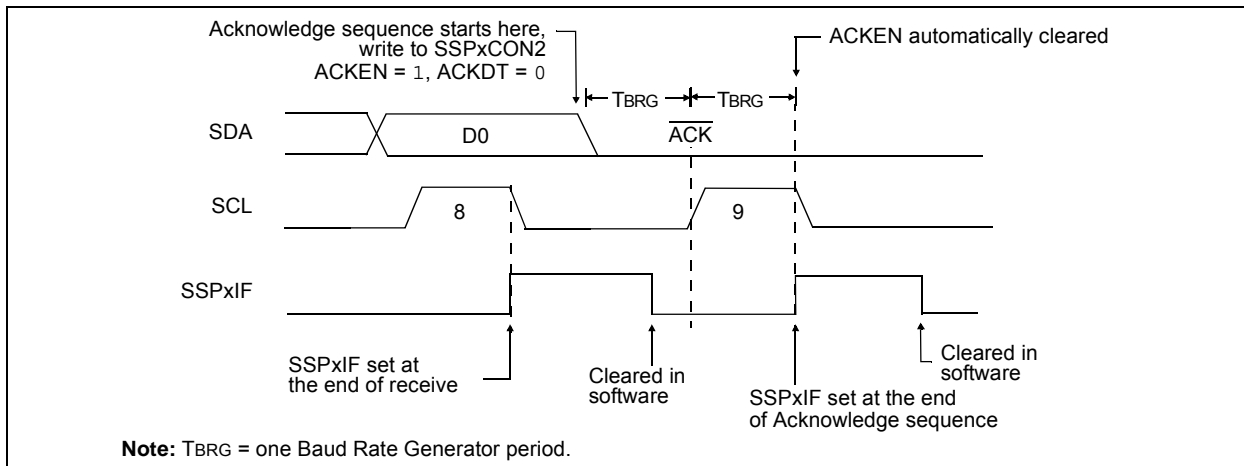 Acknowledge sequence starts here,
write to SSPxCON2
ACKEN = 1, ACKDT = 0
ACKEN automatically cleared
TBRG
TBRG
SDA
D0
ACK
SCL
8
9
SSPxIF
SSPxIF set at
the end of receive
Cleared in
software
SSPxIF set at the end
of Acknowledge sequence
Cleared in
software
Note: TBRG = one Baud Rate Generator period.